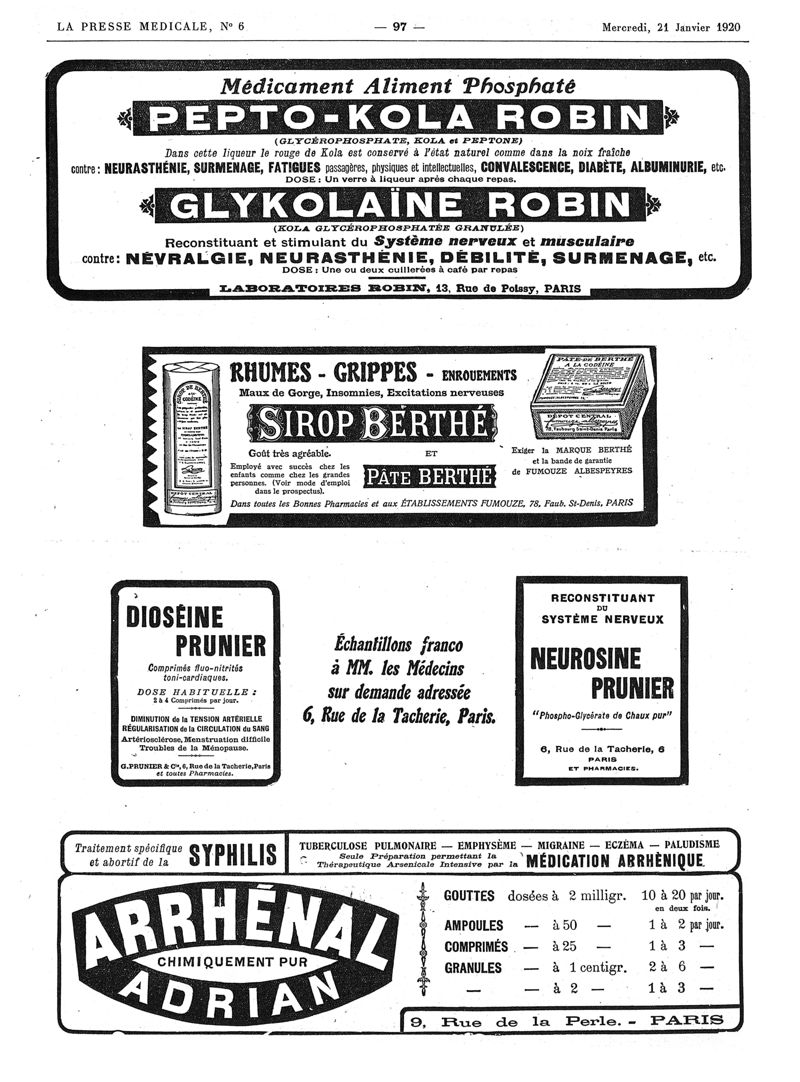 LA PRESSE MEDICALE, N° 6 — 97 — Mercredi, 21 Janvier 1920
Médicament Aliment Phosphaté
PEPTO-KOLA ROBIN
(GLYCÉROPHOSPHATE, KOLA et PEPTONE)
Dans cette liqueur le rouge de Kola est conservé à l'état naturel comme dans la noix fraîche
contre: NEURASTHÉNIE, SURMENAGE, FATIGUES passagères, physiques et intellectuelles, CONVALESCENCE, DIABÈTE, ALBUMINURIE, etc.
DOSE : Un verre à liqueur après chaque repas.
GLYKOLAÏNE ROBIN
(KOLA GLYCÉROPHOSPHATÉE GRANULÉE)
Reconstituant et stimulant du Système nerveux et musculaire
contre: NÉVRALGIE, NEURASTHÉNIE, DÉBILITÉ, SURMENAGE, etc.
DOSE : Une ou deux cuillerées à café par repas
LABORATOIRES ROBIN, 13, Rue de Poissy, PARIS
RHUMES - GRIPPES - ENROUEMENTS
Maux de Gorge, Insomnies, Excitations nerveuses
SIROP BERTHÉ
Goût très agréable.
Employé avec succès chez les
enfants comme chez les grandes
personnes. (Voir mode d'emploi
dans le prospectus).
ET
PÂTE BERTHÉ
PÂTE DE BERTHÉ
A LA CODÉINE
DÉPOT CENTRAL
78, Faubourg Saint-Denis Paris
Exiger la MARQUE BERTHÉ
et la bande de garantie
de FUMOUZE ALBESPEYRES
Dans toutes les Bonnes Pharmacies et aux ÉTABLISSEMENTS FUMOUZE, 78, Faub. St-Denis, PARIS
DIOSÉINE
PRUNIER
Comprimés fluo-nitrités
toni-cardiaques.
DOSE HABITUELLE :
2 à 4 Comprimés par jour.
DIMINUTION de la TENSION ARTÉRIELLE
RÉGULARISATION de la CIRCULATION du SANG
Artériosclérose, Menstruation difficile
Troubles de la Ménopause.
G. PRUNIER & Cie, 6, Rue de la Tacherie, Paris
et toutes Pharmacies.
Échantillons franco
à MM. les Médecins
sur demande adressée
6, Rue de la Tacherie, Paris.
RECONSTITUANT
DU
SYSTÈME NERVEUX
NEUROSINE
PRUNIER
"Phospho-Glycérate de Chaux pur"
6, Rue de la Tacherie, 6
PARIS
ET PHARMACIES.
Traitement spécifique
et abortif de la
SYPHILIS
TUBERCULOSE PULMONAIRE — EMPHYSÈME — MIGRAINE — ECZÉMA — PALUDISME
Seule Préparation permettant la
Thérapeutique Arsenicale Intensive par la
MÉDICATION ARRHÉNIQUE
ARRHÉNAL
CHIMIQUEMENT PUR
ADRIAN
GOUTTES dosées à 2 milligr. 10 à 20 par jour.
en deux fois.
AMPOULES — à 50 — 1 à 2 par jour.
COMPRIMÉS — à 25 — 1 à 3 —
GRANULES — à 1 centigr. 2 à 6 —
— — à 2 — 1 à 3 —
9, Rue de la Perle. - PARIS